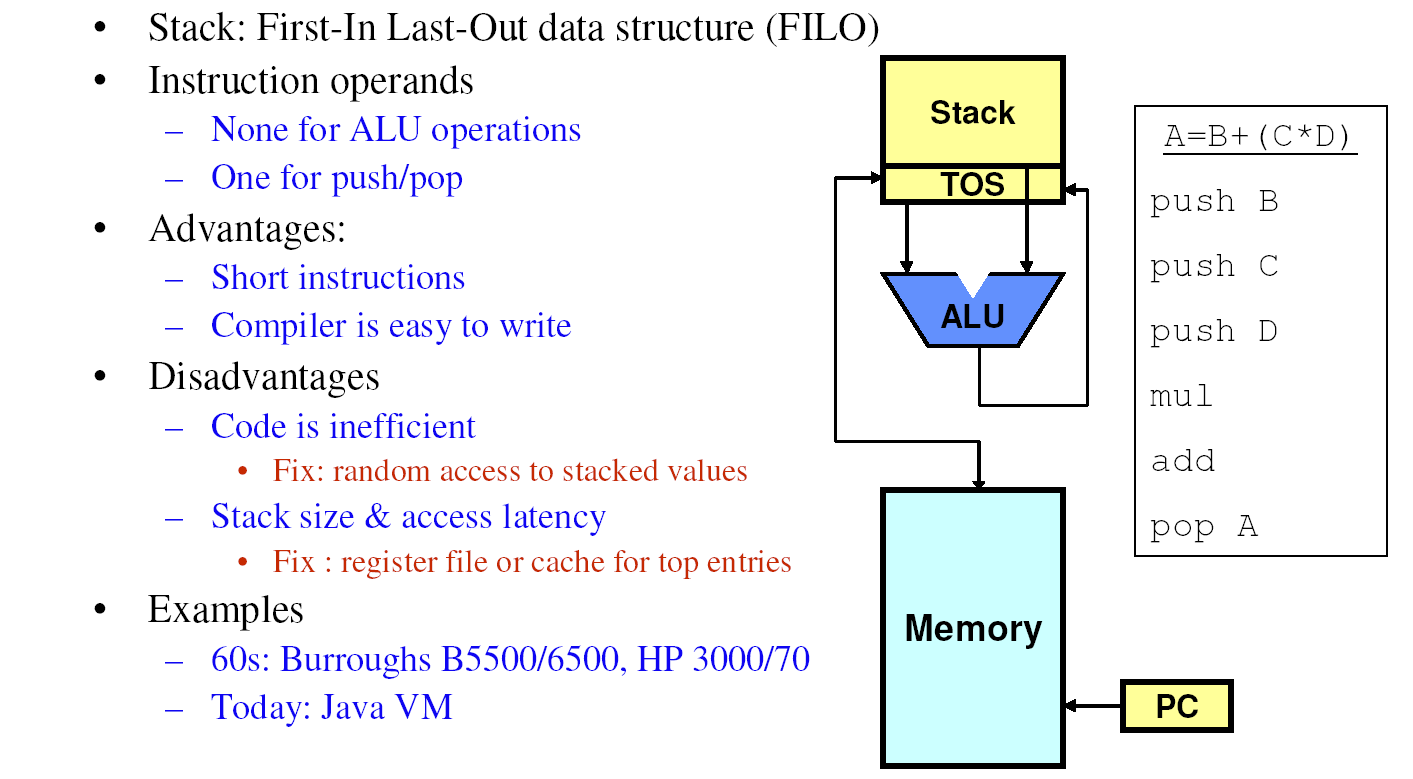 • Stack: First-In Last-Out data structure (FILO)
• Instruction operands
– None for ALU operations
– One for push/pop
• Advantages:
– Short instructions
– Compiler is easy to write
• Disadvantages
– Code is inefficient
• Fix: random access to stacked values
– Stack size & access latency
• Fix : register file or cache for top entries
• Examples
– 60s: Burroughs B5500/6500, HP 3000/70
– Today: Java VM
Stack
TOS
ALU
Memory
PC
A=B+(C*D)
push B
push C
push D
mul
add
pop A